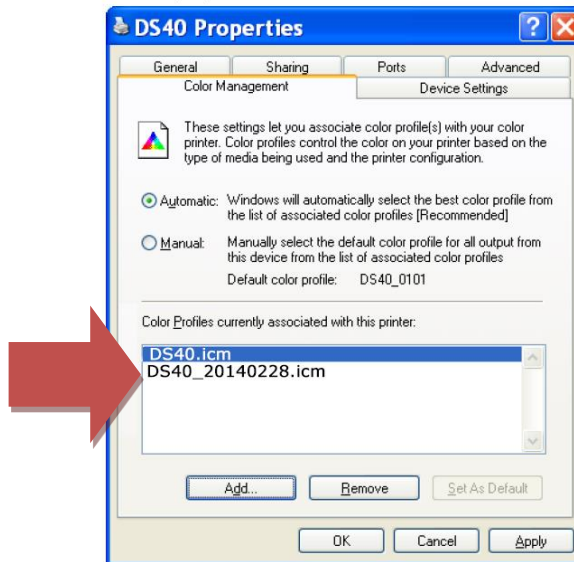 DS40 Properties
General Sharing Ports Advanced
Color Management Device Settings
These settings let you associate color profile(s) with your color
printer. Color profiles control the color on your printer based on the
type of media being used and the printer configuration.
Automatic: Windows will automatically select the best color profile from
the list of associated color profiles [Recommended]
Manual: Manually select the default color profile for all output from
this device from the list of associated color profiles
Default color profile: DS40_0101
Color Profiles currently associated with this printer:
DS40.icm
DS40_20140228.icm
Add... Remove Set As Default
OK Cancel Apply